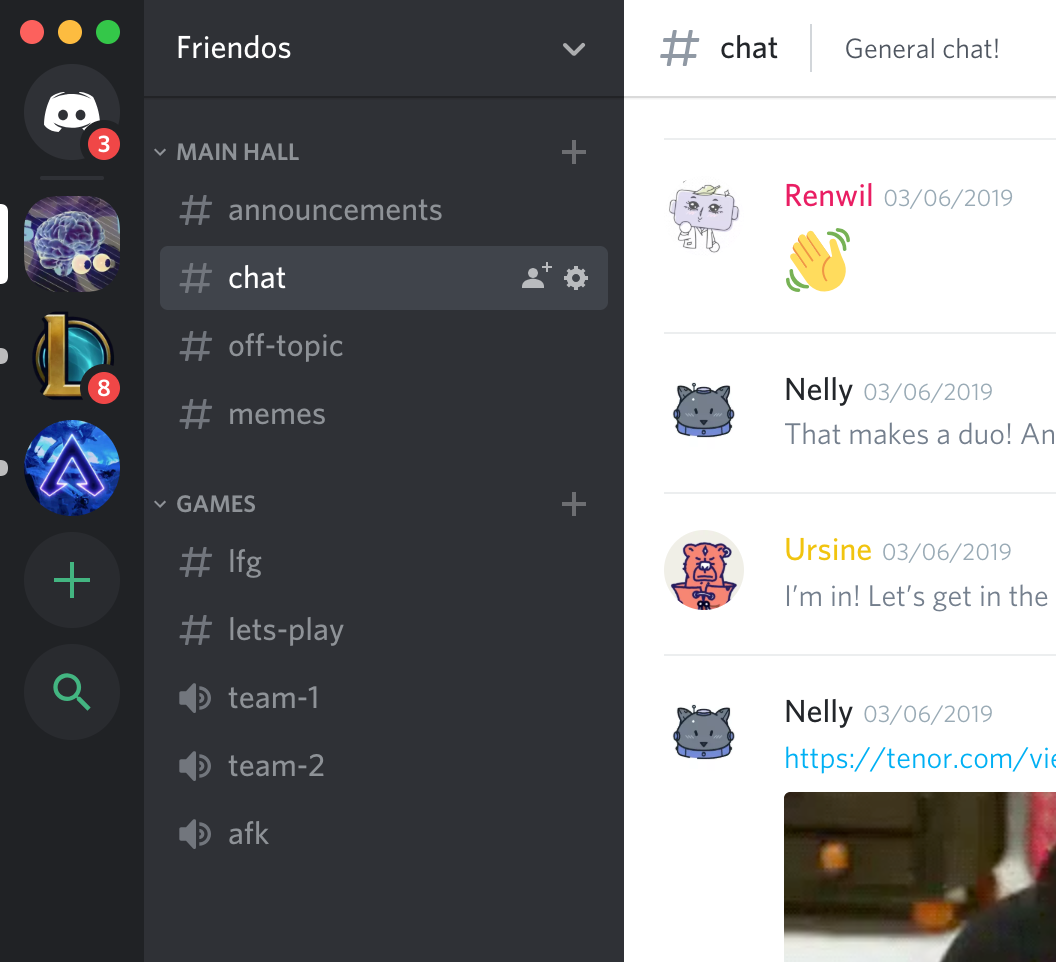 Friendos
# chat
General chat!
3
MAIN HALL
# announcements
# chat
# off-topic
# memes
8
GAMES
# lfg
# lets-play
team-1
team-2
afk
Renwil 03/06/2019
Nelly 03/06/2019
That makes a duo! An
Ursine 03/06/2019
I'm in! Let's get in the
Nelly 03/06/2019
https://tenor.com/vie